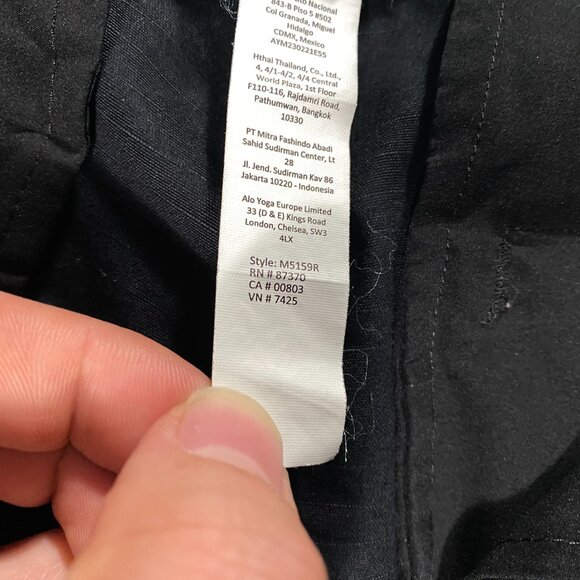 Nacional
843-B Piso 5 #502
Col Granada, Miguel
Hidalgo
CDMX, Mexico
AYM230221ES5
Hthai Thailand, Co., Ltd.,
4, 4/1-4/2, 4/4 Central
World Plaza, 1st Floor
F110-116, Rajdamri Road,
Pathumwan, Bangkok
10330
PT Mitra Fashindo Abadi
Sahid Sudirman Center, Lt
28
Jl. Jend. Sudirman Kav 86
Jakarta 10220 - Indonesia
Alo Yoga Europe Limited
33 (D & E) Kings Road
London, Chelsea, SW3
4LX
Style: M5159R
RN # 87370
CA # 00803
VN # 7425